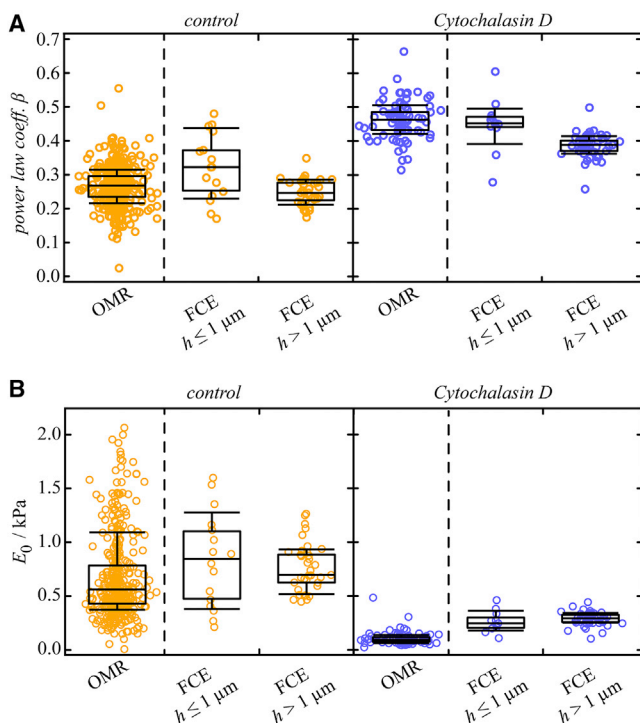 A
control
Cytochalasin D
power law coeff. β
0.7
0.6
0.5
0.4
0.3
0.2
0.1
0.0
OMR
FCE
h ≤ 1 μm
FCE
h > 1 μm
OMR
FCE
h ≤ 1 μm
FCE
h > 1 μm
B
control
Cytochalasin D
E0 / kPa
2.0
1.5
1.0
0.5
0.0
OMR
FCE
h ≤ 1 μm
FCE
h > 1 μm
OMR
FCE
h ≤ 1 μm
FCE
h > 1 μm